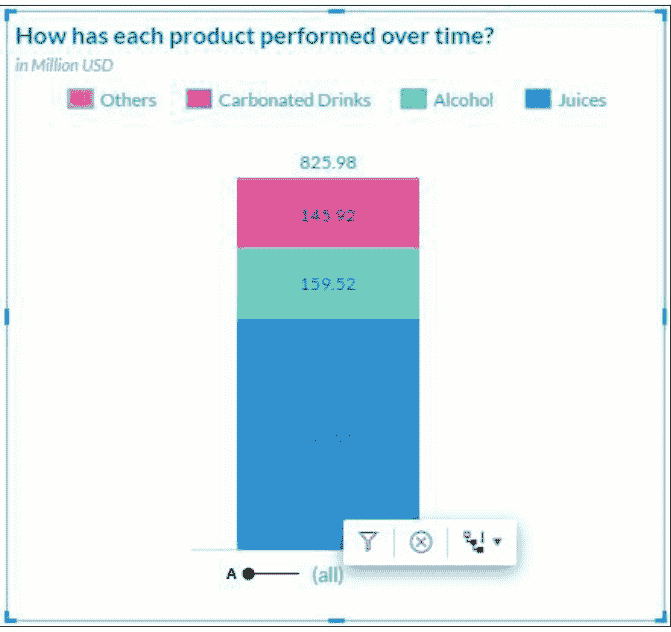 How has each product performed over time?
in Million USD
Others Carbonated Drinks Alcohol Juices
825.98
145.92
159.52
A (all)